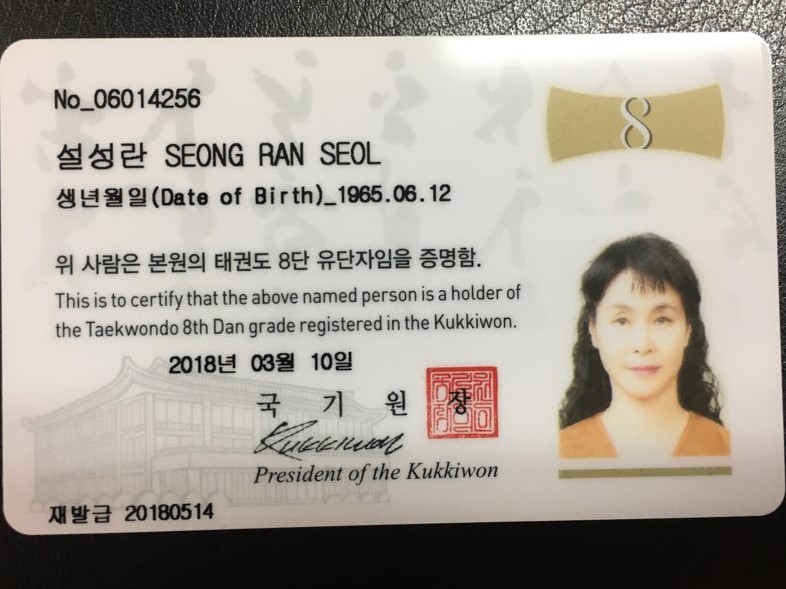 No_06014256
8
설성란 SEONG RAN SEOL
생년월일(Date of Birth)_1965.06.12
위 사람은 본원의 태권도 8단 유단자임을 증명함.
This is to certify that the above named person is a holder of
the Taekwondo 8th Dan grade registered in the Kukkiwon.
2018년 03월 10일
국 기 원 장
Kukkiwon
President of the Kukkiwon
재발급 20180514